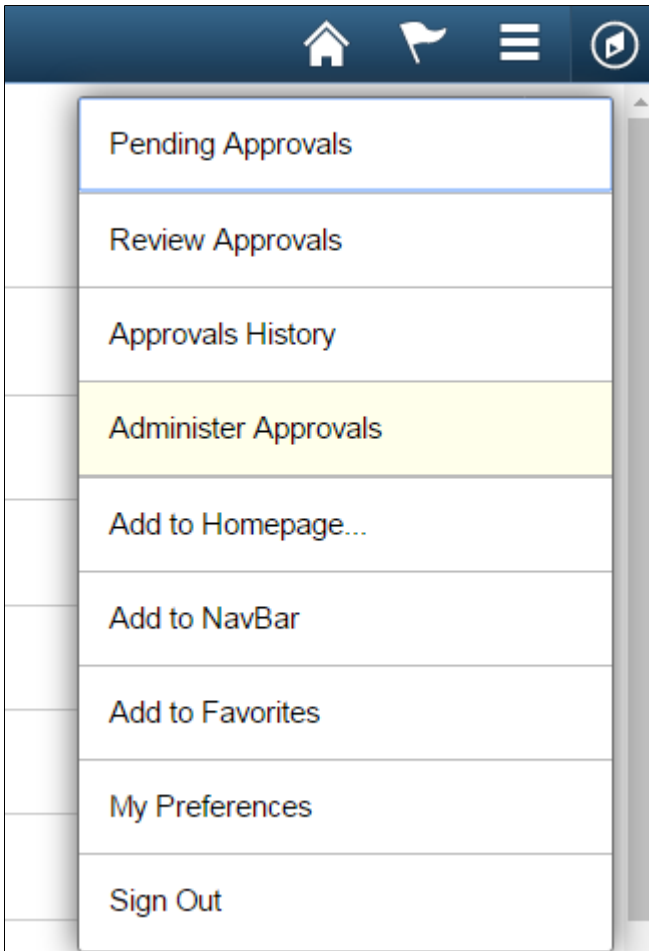 Pending Approvals
Review Approvals
Approvals History
Administer Approvals
Add to Homepage...
Add to NavBar
Add to Favorites
My Preferences
Sign Out